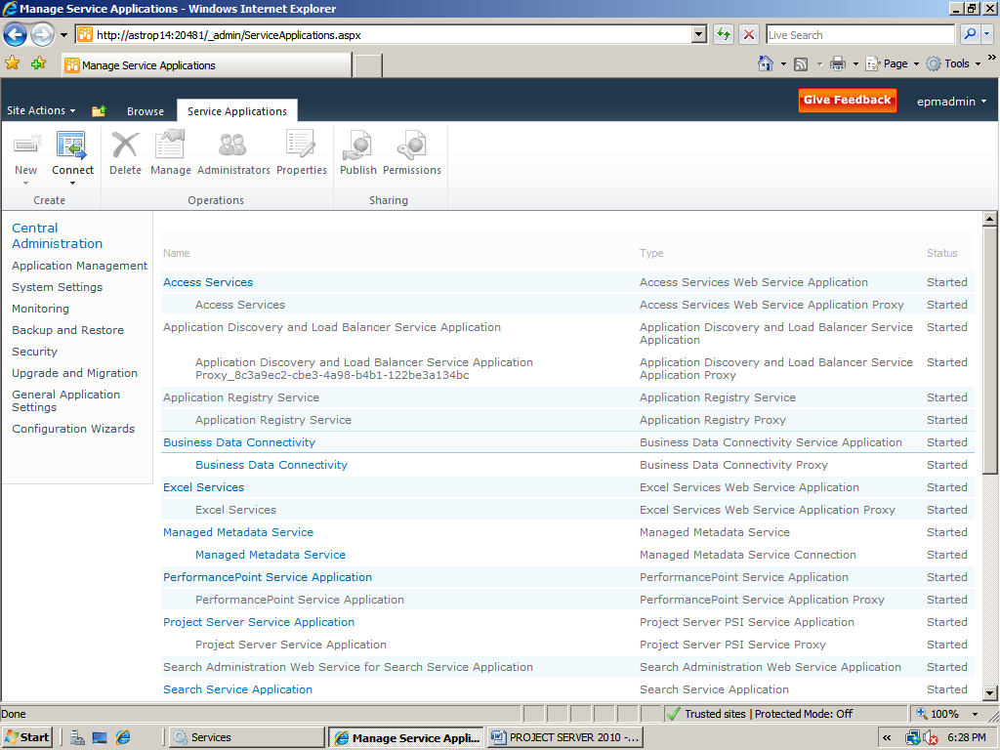 Manage Service Applications - Windows Internet Explorer
http://astrop14:20481/_admin/ServiceApplications.aspx
Live Search
Manage Service Applications
Page
Tools
Site Actions
Browse
Service Applications
Give Feedback
epmadmin
New
Connect
Delete
Manage
Administrators
Properties
Publish
Permissions
Create
Operations
Sharing
Central Administration
Application Management
System Settings
Monitoring
Backup and Restore
Security
Upgrade and Migration
General Application Settings
Configuration Wizards
Name Type Status
Access Services Access Services Web Service Application Started
Access Services Access Services Web Service Application Proxy Started
Application Discovery and Load Balancer Service Application Application Discovery and Load Balancer Service Application Started
Application Discovery and Load Balancer Service Application Proxy_8c3a9ec2-cbe3-4a98-b4b1-122be3a134bc Application Discovery and Load Balancer Service Application Proxy Started
Application Registry Service Application Registry Service Started
Application Registry Service Application Registry Proxy Started
Business Data Connectivity Business Data Connectivity Service Application Started
Business Data Connectivity Business Data Connectivity Proxy Started
Excel Services Excel Services Web Service Application Started
Excel Services Excel Services Web Service Application Proxy Started
Managed Metadata Service Managed Metadata Service Started
Managed Metadata Service Managed Metadata Service Connection Started
PerformancePoint Service Application PerformancePoint Service Application Started
PerformancePoint Service Application PerformancePoint Service Application Proxy Started
Project Server Service Application Project Server PSI Service Application Started
Project Server Service Application Project Server PSI Service Proxy Started
Search Administration Web Service for Search Service Application Search Administration Web Service Application Started
Search Service Application Search Service Application Started
Done
Trusted sites | Protected Mode: Off
100%
Start
Services
Manage Service Appli...
PROJECT SERVER 2010 -...
6:28 PM